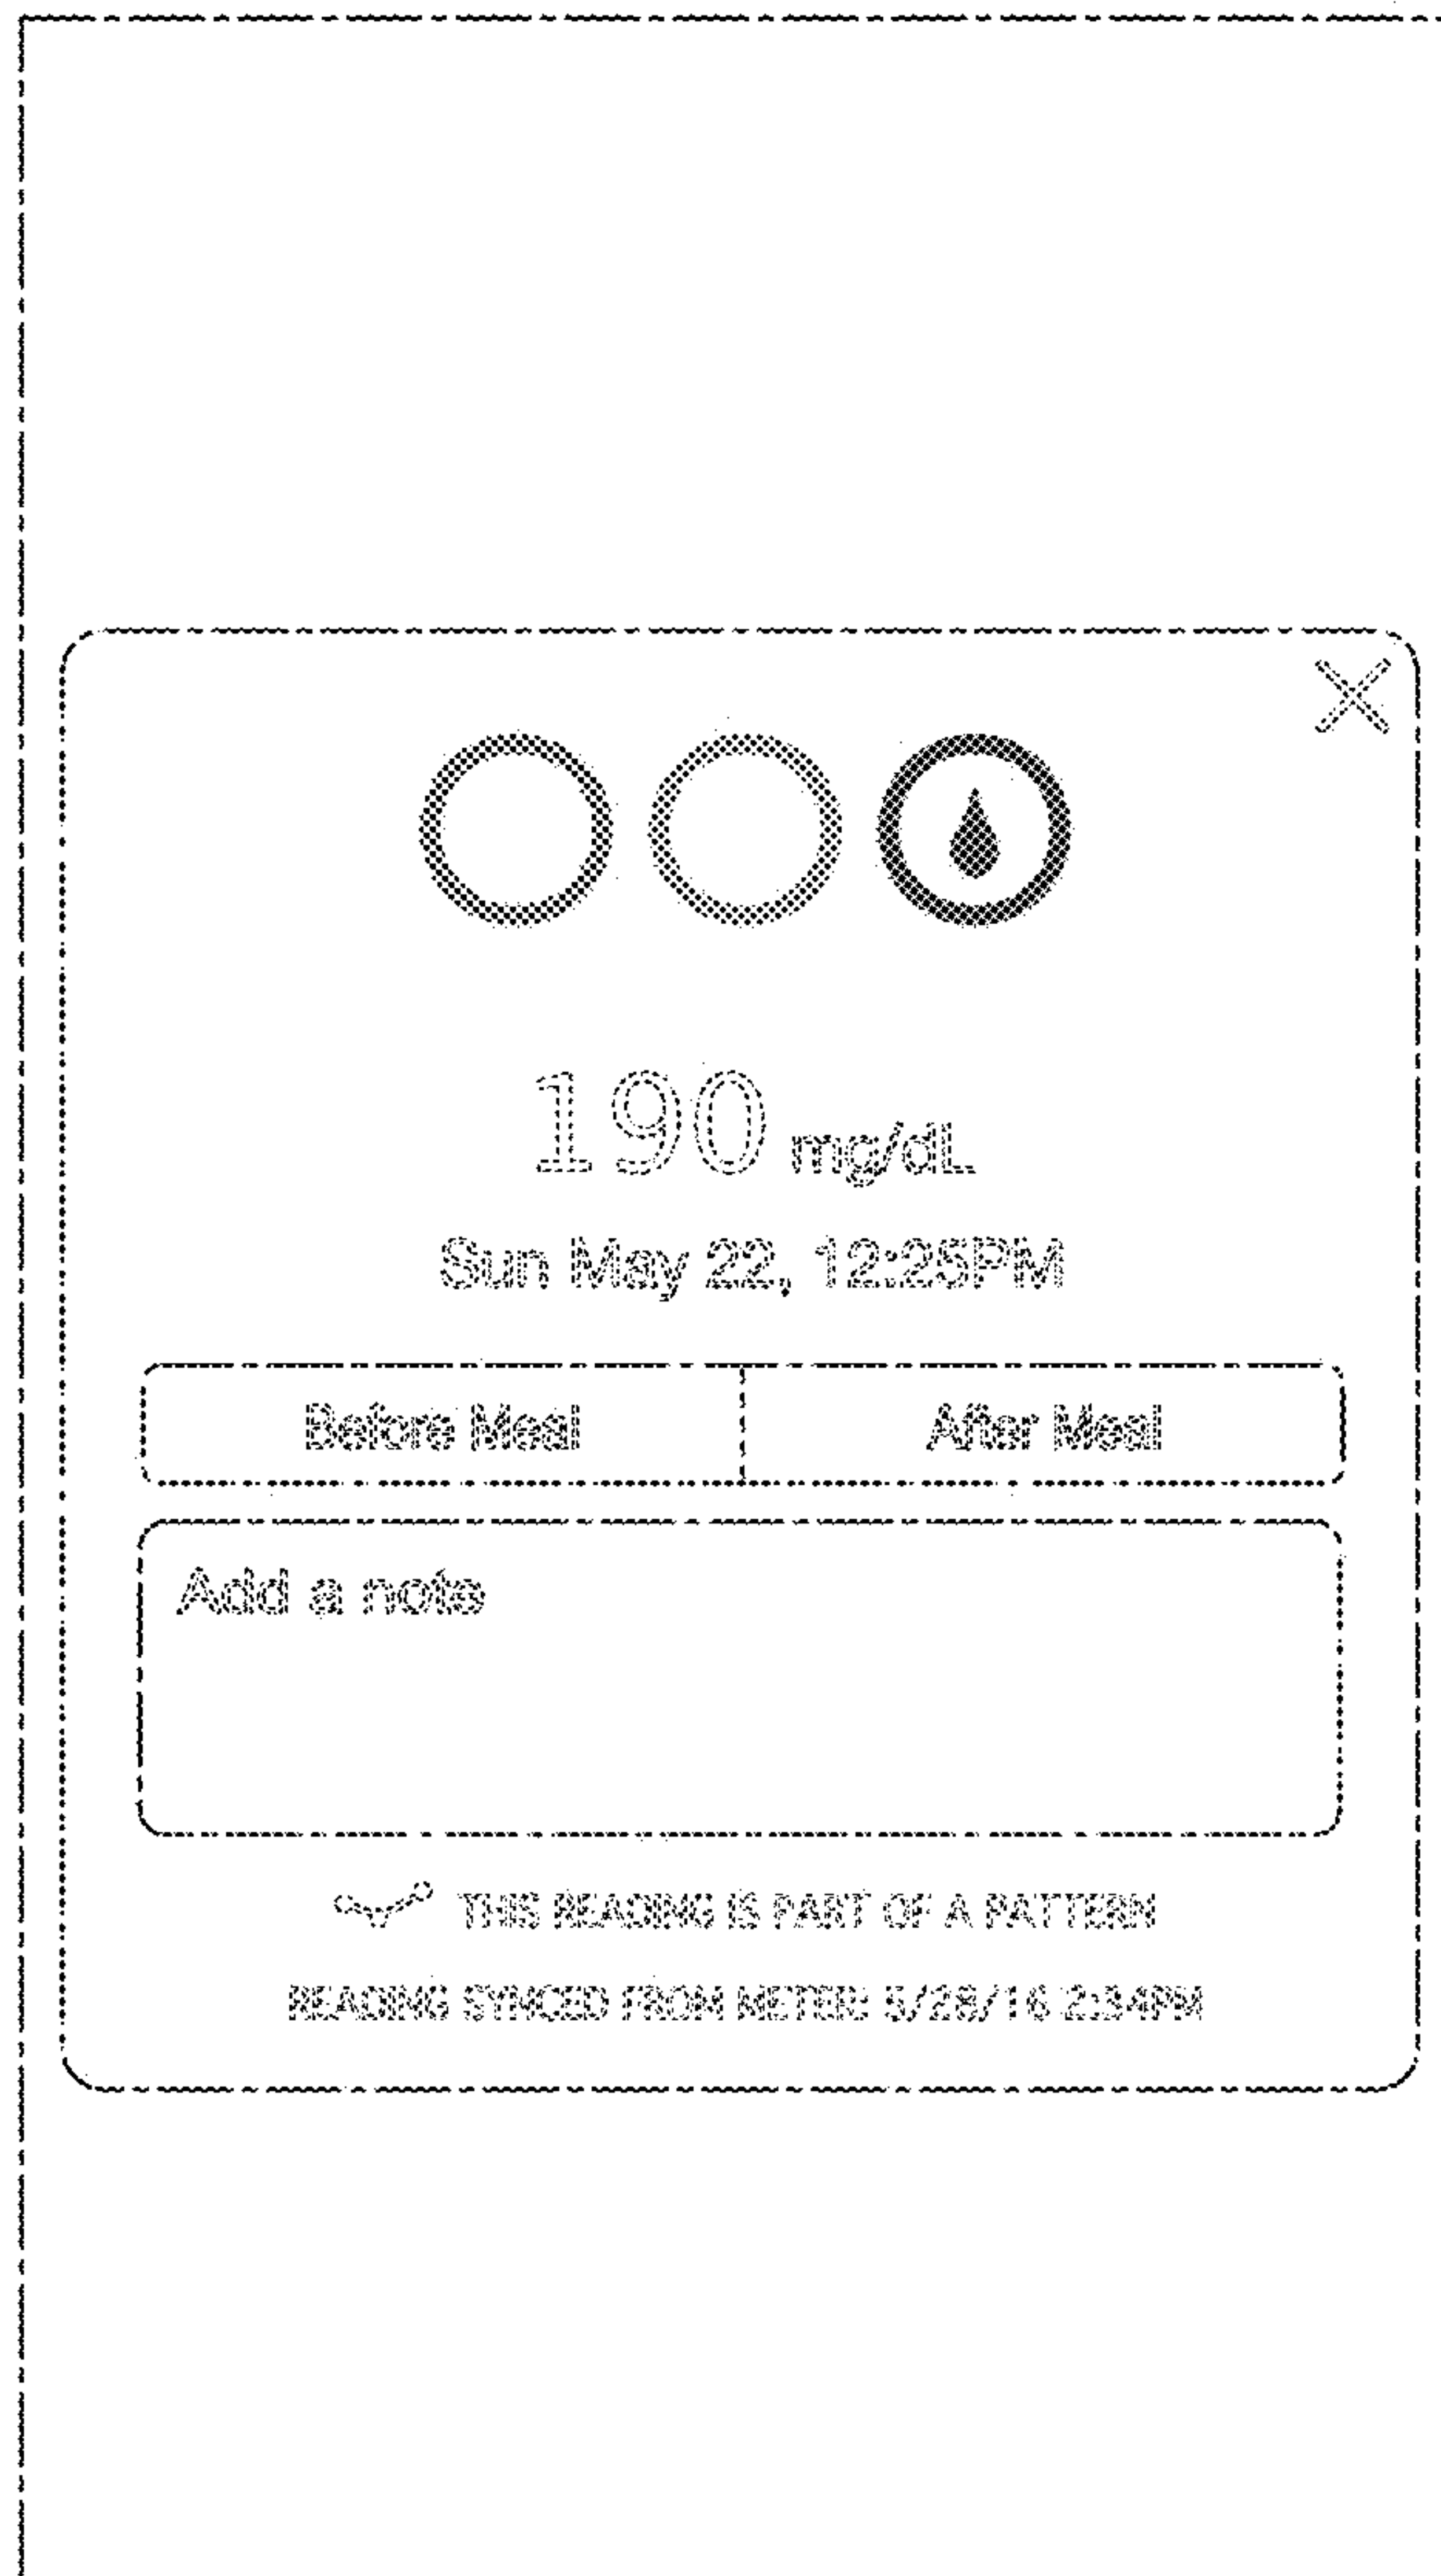 190 mg/dL
Sun May 22, 12:25PM
Before Meal
After Meal
Add a note
THIS READING IS PART OF A PATTERN
READING SYNCED FROM METER: 5/28/16 2:34PM